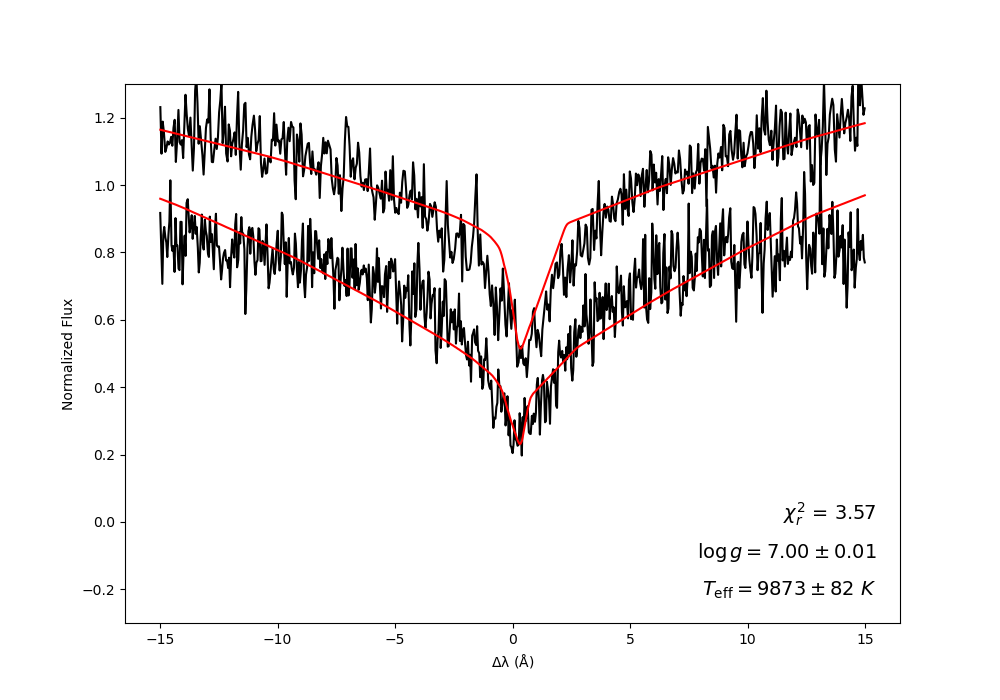 1.2
1.0
0.8
0.6
0.4
0.2
0.0
−0.2
Normalized Flux
χ²ᵣ = 3.57
log g = 7.00 ± 0.01
T_eff = 9873 ± 82 K
−15 −10 −5 0 5 10 15
Δλ (Å)